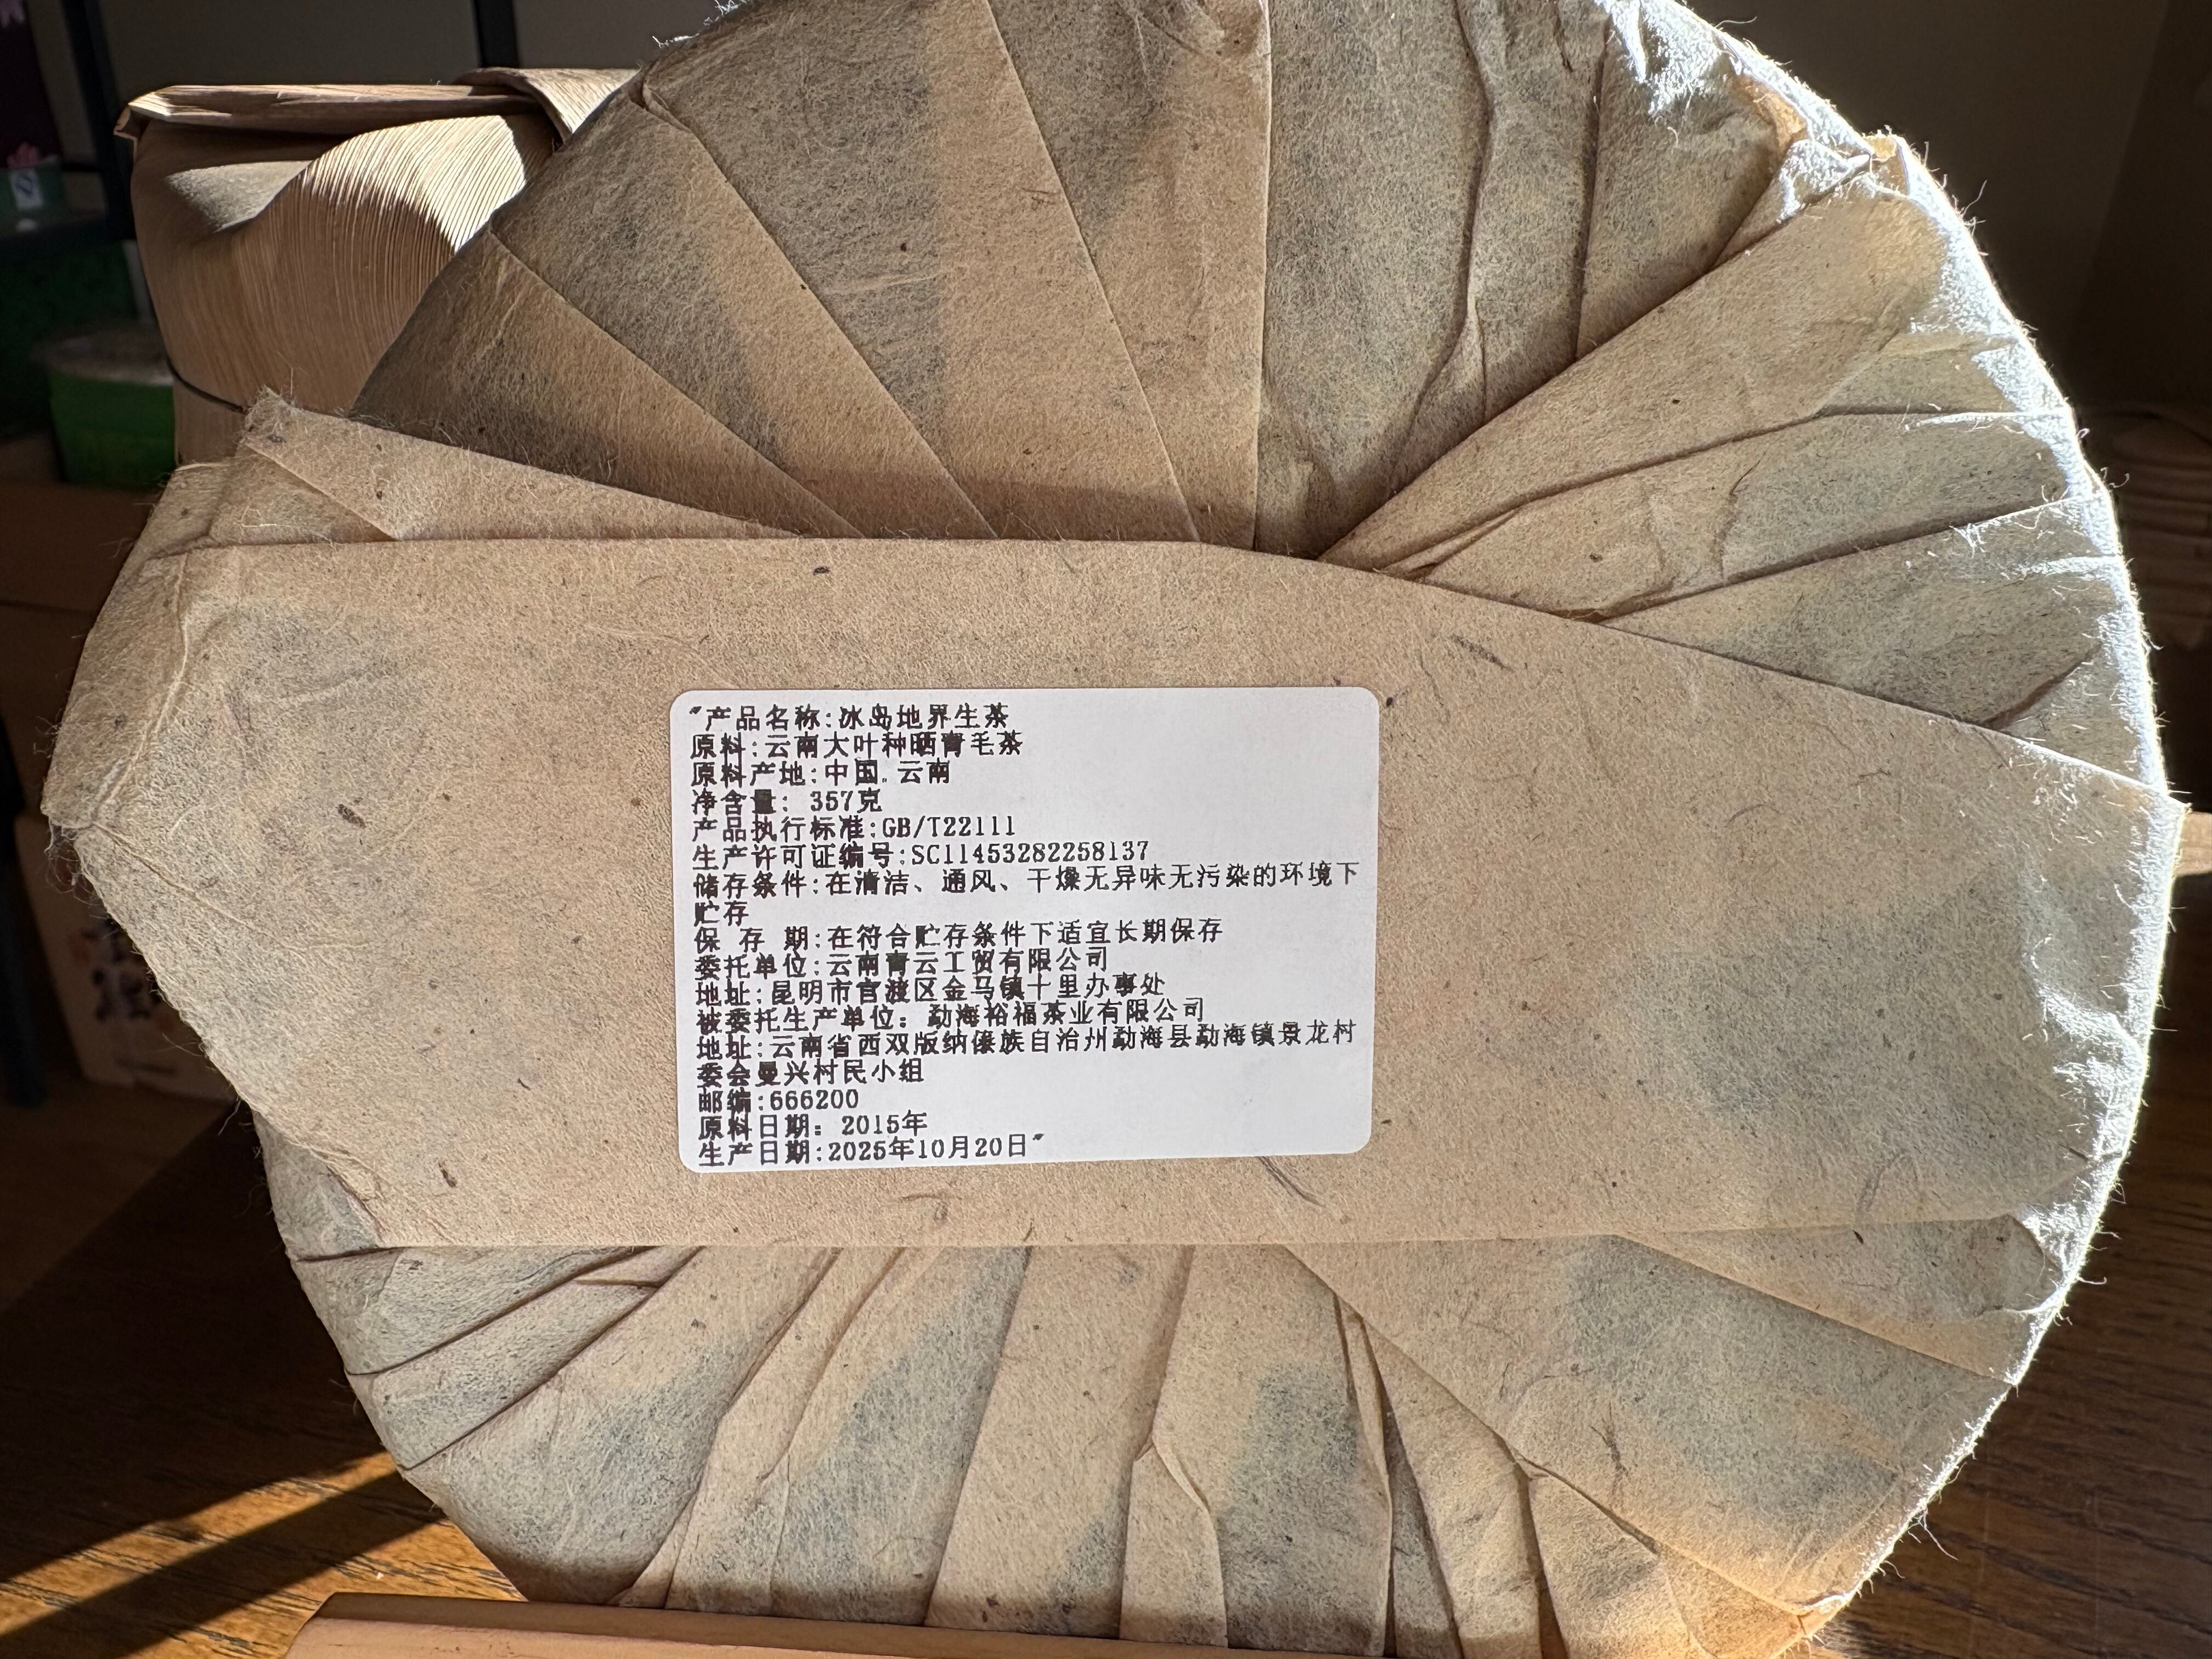 "产品名称:冰岛地界生茶
原料:云南大叶种晒青毛茶
原料产地:中国.云南
净含量: 357克
产品执行标准:GB/T22111
生产许可证编号:SC11453282258137
储存条件:在清洁、通风、干燥无异味无污染的环境下
贮存
保 存 期:在符合贮存条件下适宜长期保存
委托单位:云南青云工贸有限公司
地址:昆明市官渡区金马镇十里办事处
被委托生产单位: 勐海裕福茶业有限公司
地址:云南省西双版纳傣族自治州勐海县勐海镇景龙村
委会曼兴村民小组
邮编:666200
原料日期: 2015年
生产日期:2025年10月20日"